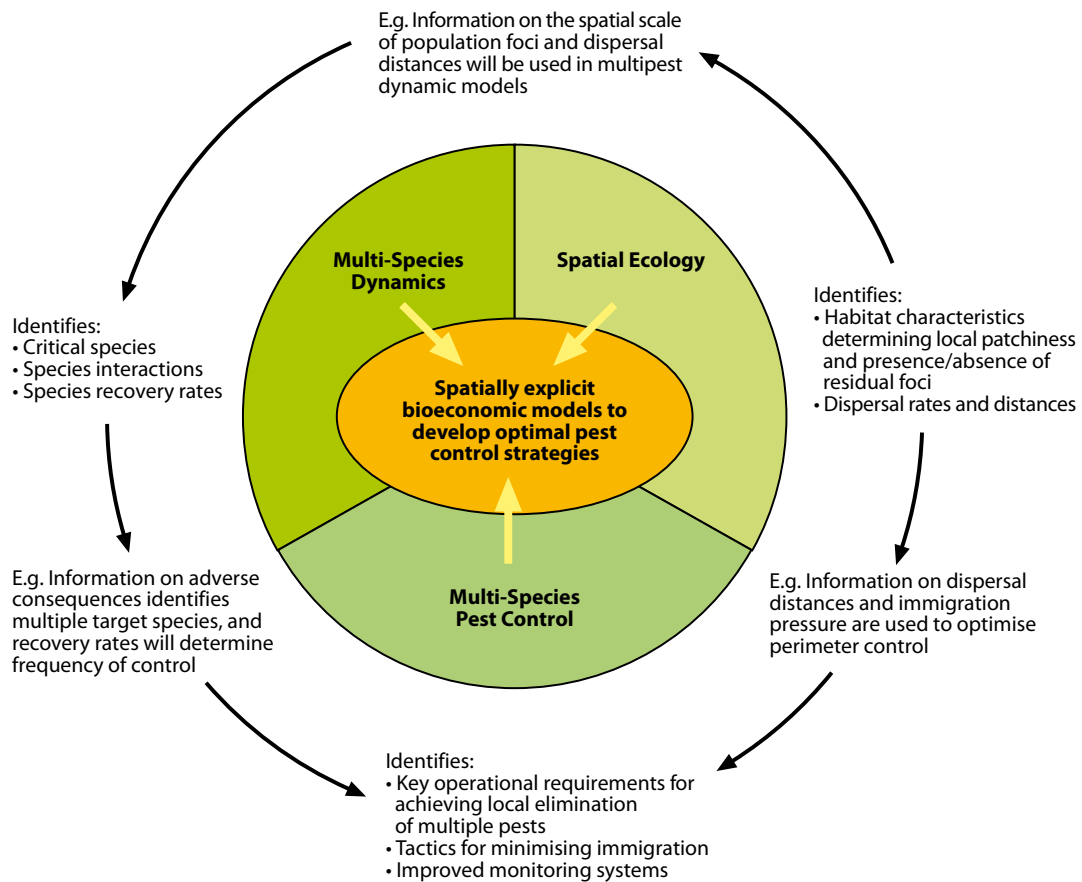 E.g. Information on the spatial scale
of population foci and dispersal
distances will be used in multipest
dynamic models
Multi-Species
Dynamics
Spatial Ecology
Identifies:
• Critical species
• Species interactions
• Species recovery rates
Spatially explicit
bioeconomic models to
develop optimal pest
control strategies
Identifies:
• Habitat characteristics
determining local patchiness
and presence/absence of
residual foci
• Dispersal rates and distances
E.g. Information on adverse
consequences identifies
multiple target species, and
recovery rates will determine
frequency of control
Multi-Species
Pest Control
E.g. Information on dispersal
distances and immigration
pressure are used to optimise
perimeter control
Identifies:
• Key operational requirements for
achieving local elimination
of multiple pests
• Tactics for minimising immigration
• Improved monitoring systems